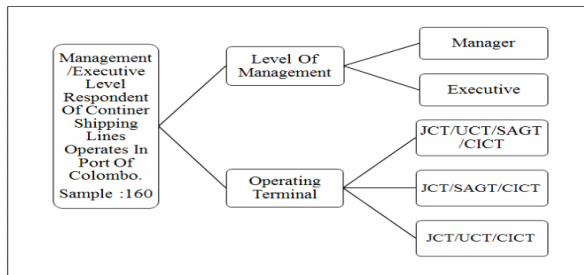 Management
/Executive
Level
Respondent
Of Continer
Shipping
Lines
Operates In
Port Of
Colombo.
Sample :160
Level Of
Management
Manager
Executive
Operating
Terminal
JCT/UCT/SAGT
/CICT
JCT/SAGT/CICT
JCT/UCT/CICT